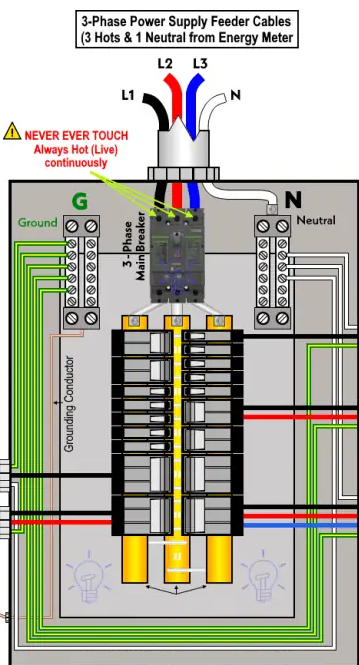 3-Phase Power Supply Feeder Cables
(3 Hots & 1 Neutral from Energy Meter
L2 L3
L1 N
! NEVER EVER TOUCH
Always Hot (Live)
continuously
G N
Ground
Neutral
3-Phase
Main Breaker
Grounding Conductor